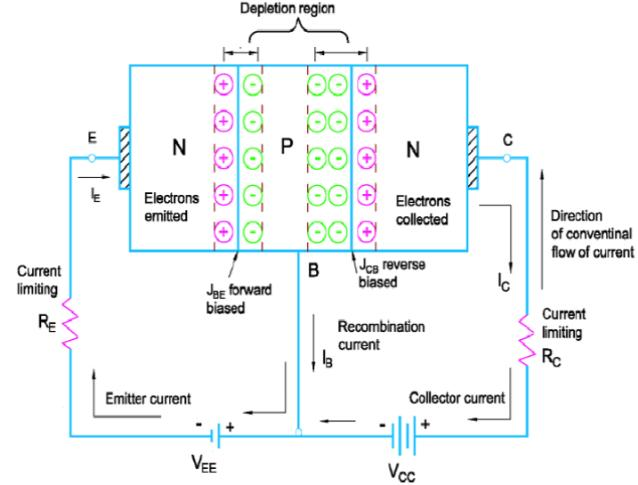 Depletion region
E
N
P
N
C
I_E
Electrons
emitted
Electrons
collected
Direction
of conventinal
flow of current
B
J_BE forward
biased
J_CB reverse
biased
I_C
Current
limiting
R_E
Current
limiting
R_C
Recombination
current
I_B
Emitter current
Collector current
- +
- +
V_EE
V_CC